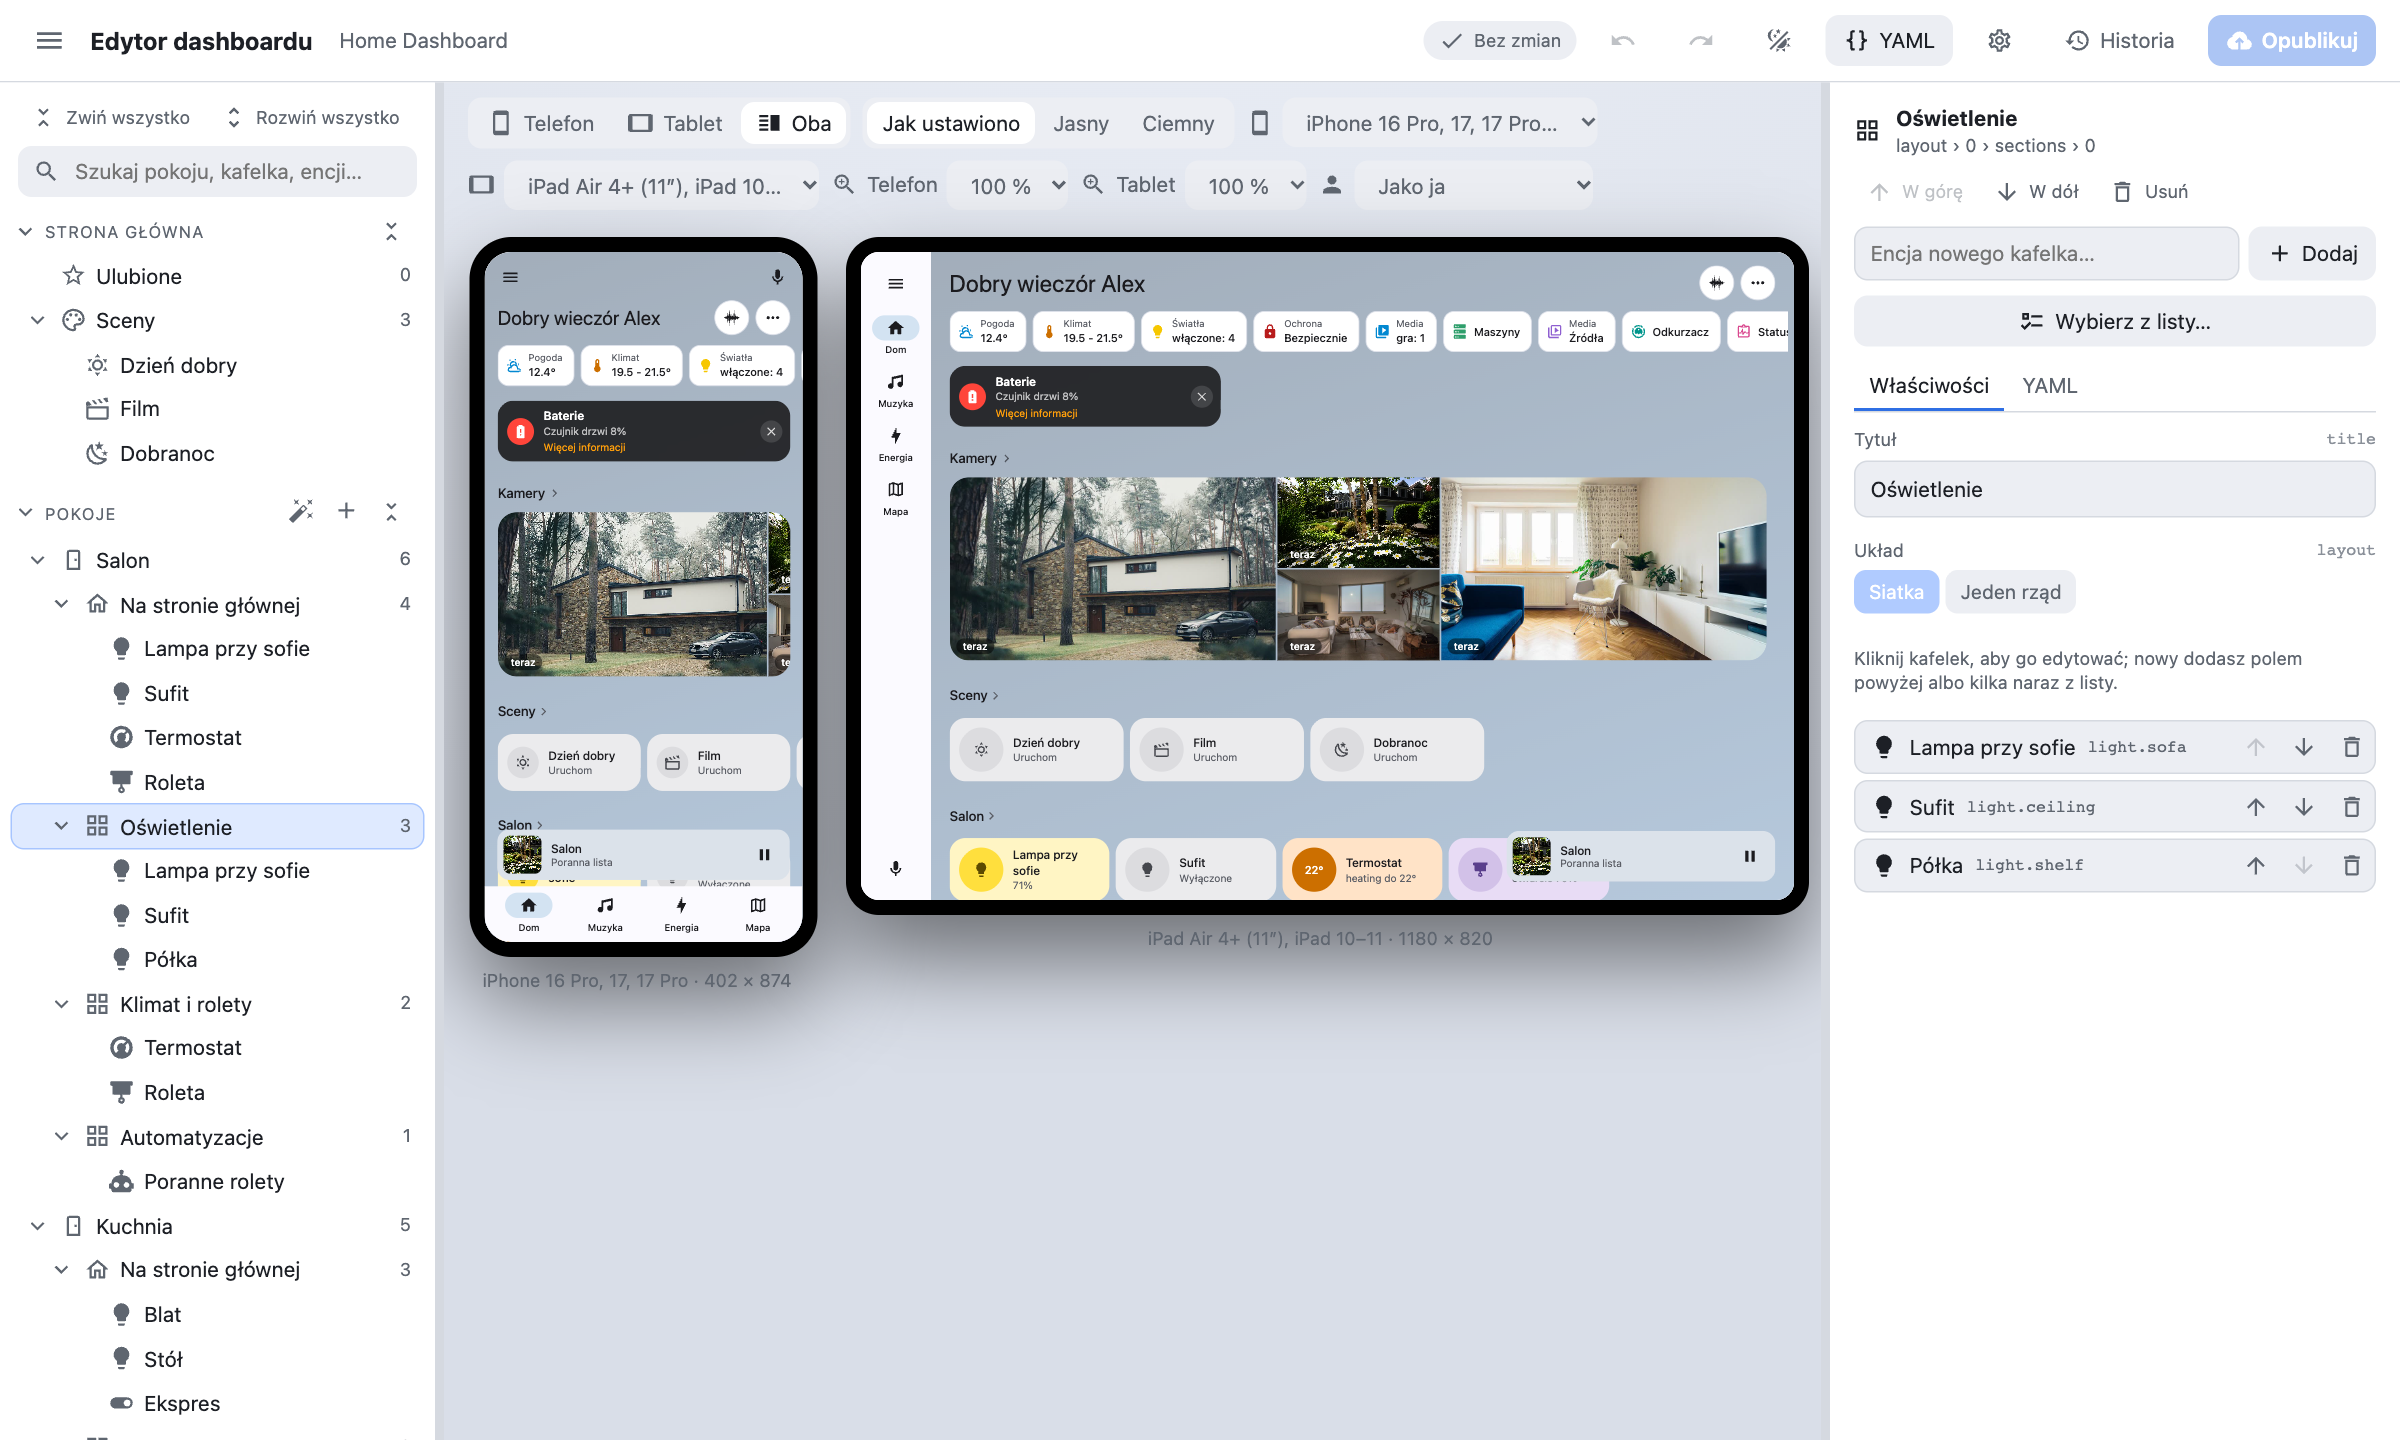 Edytor dashboardu
Home Dashboard
Bez zmian
YAML
Historia
Opublikuj
Zwiń wszystko
Rozwiń wszystko
Szukaj pokoju, kafelka, encji...
STRONA GŁÓWNA
Ulubione 0
Sceny 3
Dzień dobry
Film
Dobranoc
POKOJE
Salon 6
Na stronie głównej 4
Lampa przy sofie
Sufit
Termostat
Roleta
Oświetlenie 3
Lampa przy sofie
Sufit
Półka
Klimat i rolety 2
Termostat
Roleta
Automatyzacje 1
Poranne rolety
Kuchnia 5
Na stronie głównej 3
Blat
Stół
Ekspres
Telefon
Tablet
Oba
Jak ustawiono
Jasny
Ciemny
iPhone 16 Pro, 17, 17 Pro...
iPad Air 4+ (11”), iPad 10...
Telefon
100 %
Tablet
100 %
Jako ja
Dobry wieczór Alex
Pogoda
12.4°
Klimat
19.5 - 21.5°
Światła
włączone: 4
Baterie
Czujnik drzwi 8%
Więcej informacji
Kamery
teraz
te
te
Sceny
Dzień dobry
Uruchom
Film
Uruchom
Salon
Salon
Poranna lista
sofie
Wyłączone
Dom
Muzyka
Energia
Mapa
iPhone 16 Pro, 17, 17 Pro · 402 × 874
Dom
Muzyka
Energia
Mapa
Dobry wieczór Alex
Pogoda
12.4°
Klimat
19.5 - 21.5°
Światła
włączone: 4
Ochrona
Bezpiecznie
Media
gra: 1
Maszyny
Media
Źródła
Odkurzacz
Status
Baterie
Czujnik drzwi 8%
Więcej informacji
Kamery
teraz
teraz
teraz
teraz
Sceny
Dzień dobry
Uruchom
Film
Uruchom
Dobranoc
Uruchom
Salon
Lampa przy
sofie
71%
Sufit
Wyłączone
22°
Termostat
heating do 22°
Salon
Poranna lista
iPad Air 4+ (11”), iPad 10–11 · 1180 × 820
Oświetlenie
layout › 0 › sections › 0
W górę
W dół
Usuń
Encja nowego kafelka...
Dodaj
Wybierz z listy...
Właściwości
YAML
Tytuł title
Oświetlenie
Układ layout
Siatka
Jeden rząd
Kliknij kafelek, aby go edytować; nowy dodasz polem
powyżej albo kilka naraz z listy.
Lampa przy sofie light.sofa
Sufit light.ceiling
Półka light.shelf